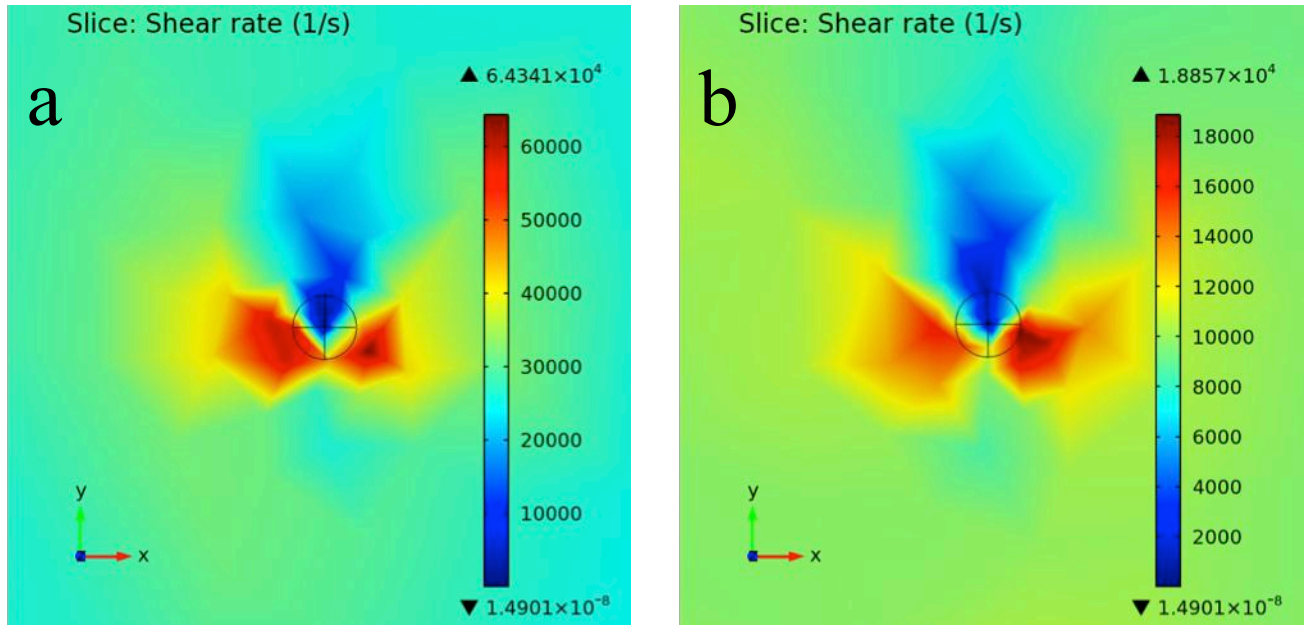 Slice: Shear rate (1/s)
a
▲ 6.4341×10⁴
60000
50000
40000
30000
20000
10000
y
x
▼ 1.4901×10⁻⁸
Slice: Shear rate (1/s)
b
▲ 1.8857×10⁴
18000
16000
14000
12000
10000
8000
6000
4000
2000
y
x
▼ 1.4901×10⁻⁸